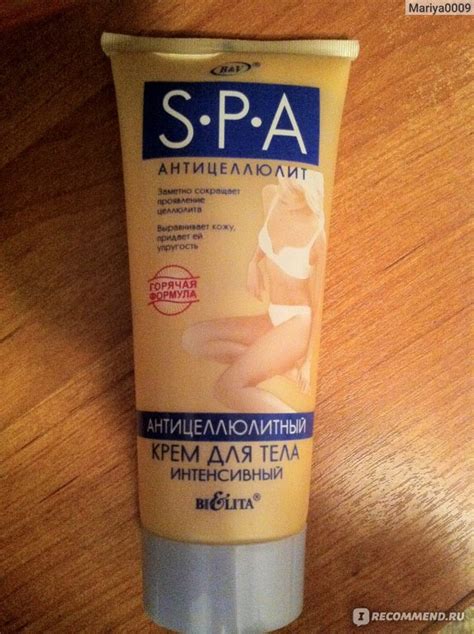 Mariya0009
B&V®
S·P·A
АНТИЦЕЛЛЮЛИТ
Заметно сокращает
проявление
целлюлита
Выравнивает кожу,
придает ей
упругость
ГОРЯЧАЯ
ФОРМУЛА
АНТИЦЕЛЛЮЛИТНЫЙ
КРЕМ ДЛЯ ТЕЛА
ИНТЕНСИВНЫЙ
BIELITA®
I RECOMMEND.RU